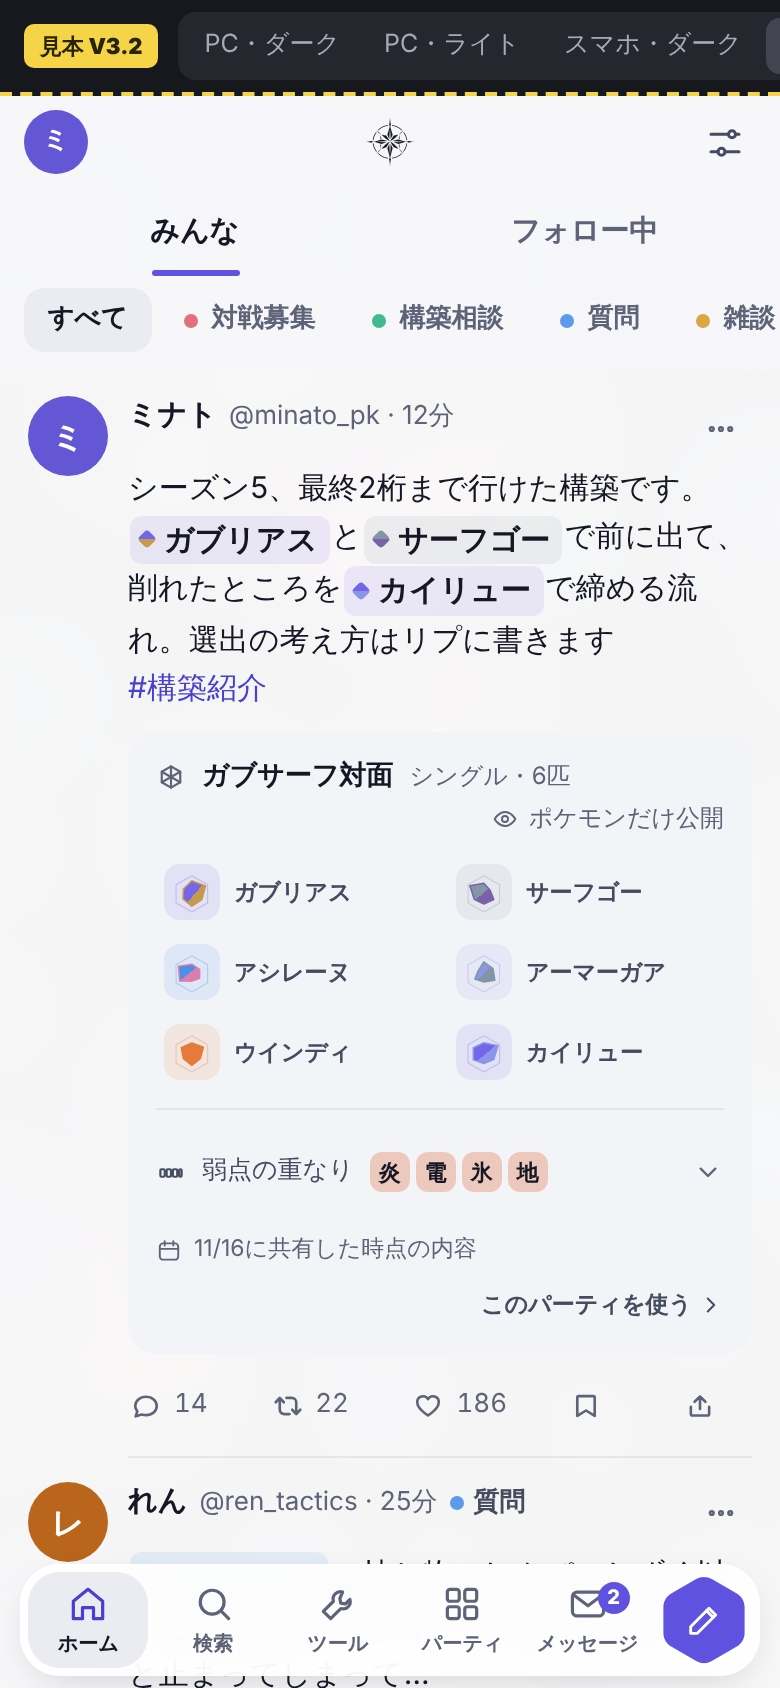 見本 V3.2
PC・ダーク
PC・ライト
スマホ・ダーク
ミ
みんな
フォロー中
すべて
対戦募集
構築相談
質問
雑談
ミ
ミナト @minato_pk · 12分
シーズン5、最終2桁まで行けた構築です。
ガブリアス と サーフゴー で前に出て、
削れたところを カイリュー で締める流
れ。選出の考え方はリプに書きます
#構築紹介
ガブサーフ対面 シングル・6匹
ポケモンだけ公開
ガブリアス
サーフゴー
アシレーヌ
アーマーガア
ウインディ
カイリュー
弱点の重なり 炎 電 氷 地
11/16に共有した時点の内容
このパーティを使う
14
22
186
レ
れん @ren_tactics · 25分 質問
ホーム
検索
ツール
パーティ
メッセージ
2
と止まってしまって...